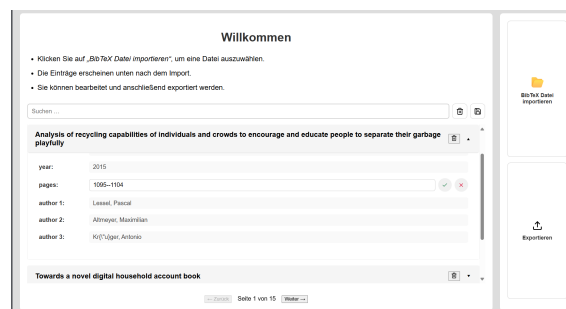 Willkommen
• Klicken Sie auf „BibTeX Datei importieren“, um eine Datei auszuwählen.
• Die Einträge erscheinen unten nach dem Import.
• Sie können bearbeitet und anschließend exportiert werden.
Suchen ...
Analysis of recycling capabilities of individuals and crowds to encourage and educate people to separate their garbage
playfully
year: 2015
pages: 1095--1104
author 1: Lessel, Pascal
author 2: Altmeyer, Maximilian
author 3: Kr{\"u}ger, Antonio
Towards a novel digital household account book
← Zurück Seite 1 von 15 Weiter →
BibTeX Datei
importieren
Exportieren